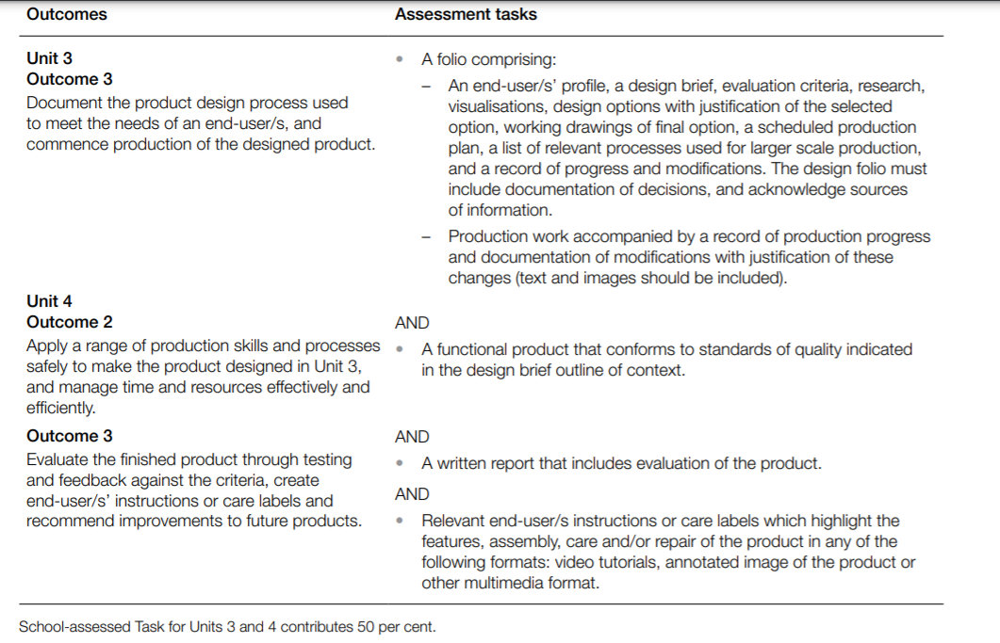 Outcomes
Assessment tasks
Unit 3
Outcome 3
Document the product design process used
to meet the needs of an end-user/s, and
commence production of the designed product.
• A folio comprising:
– An end-user/s’ profile, a design brief, evaluation criteria, research,
visualisations, design options with justification of the selected
option, working drawings of final option, a scheduled production
plan, a list of relevant processes used for larger scale production,
and a record of progress and modifications. The design folio must
include documentation of decisions, and acknowledge sources
of information.
– Production work accompanied by a record of production progress
and documentation of modifications with justification of these
changes (text and images should be included).
Unit 4
Outcome 2
Apply a range of production skills and processes
safely to make the product designed in Unit 3,
and manage time and resources effectively and
efficiently.
AND
• A functional product that conforms to standards of quality indicated
in the design brief outline of context.
Outcome 3
Evaluate the finished product through testing
and feedback against the criteria, create
end-user/s’ instructions or care labels and
recommend improvements to future products.
AND
• A written report that includes evaluation of the product.
AND
• Relevant end-user/s instructions or care labels which highlight the
features, assembly, care and/or repair of the product in any of the
following formats: video tutorials, annotated image of the product or
other multimedia format.
School-assessed Task for Units 3 and 4 contributes 50 per cent.